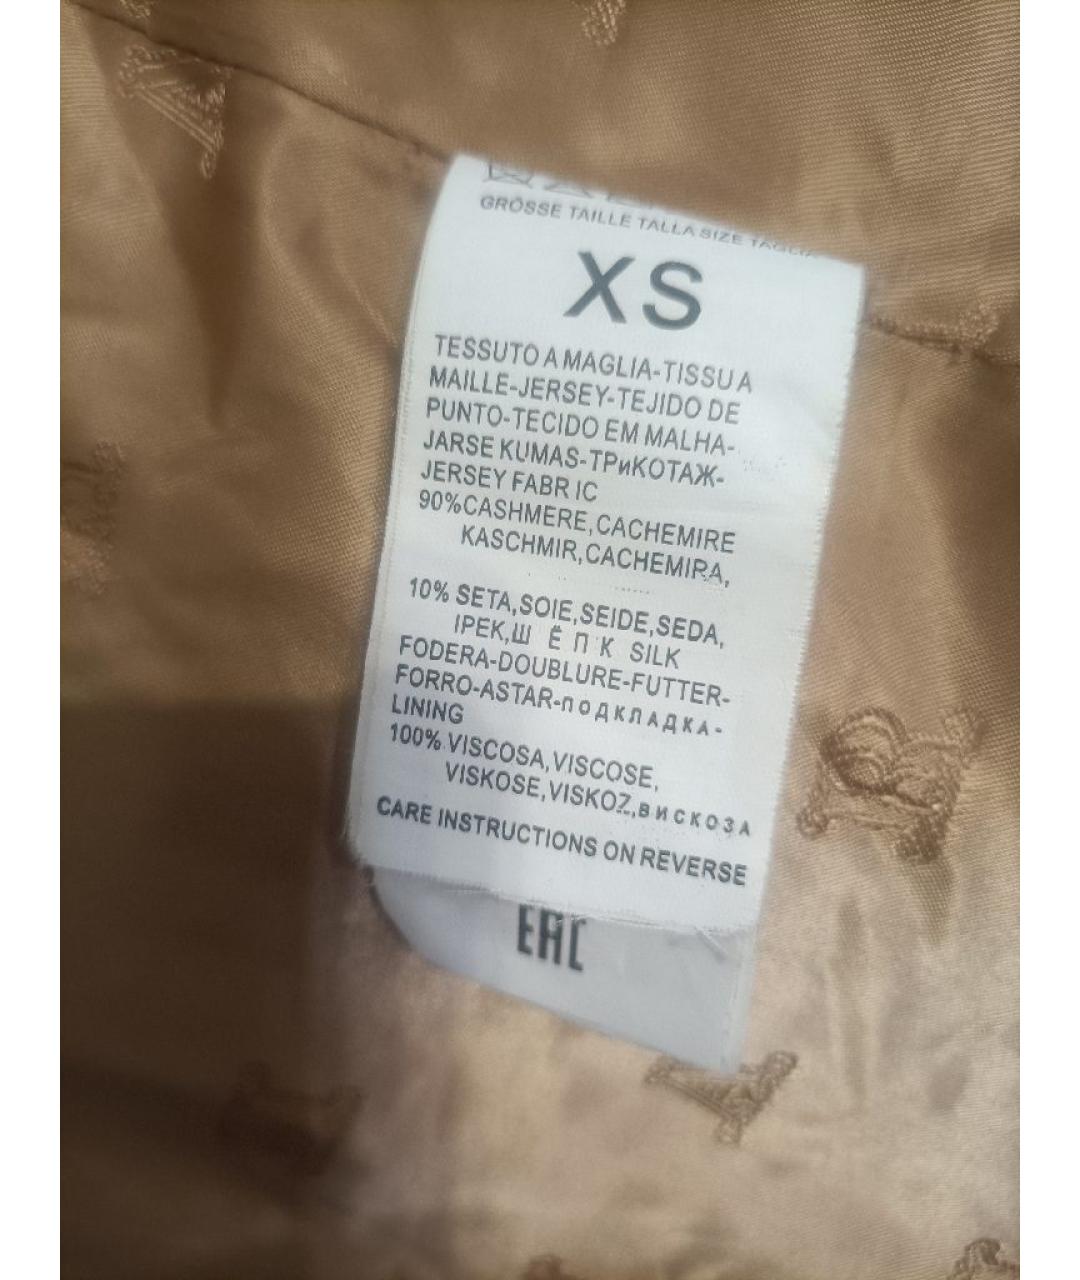 GRÖSSE TAILLE TALLA SIZE TAGLIA
XS
TESSUTO A MAGLIA-TISSU A
MAILLE-JERSEY-TEJIDO DE
PUNTO-TECIDO EM MALHA-
JARSE KUMAS-ТРиКОТАЖ-
JERSEY FABR IC
90%CASHMERE,CACHEMIRE
KASCHMIR,CACHEMIRA,
10% SETA,SOIE,SEIDE,SEDA,
IPEK,Ш Ё П К SILK
FODERA-DOUBLURE-FUTTER-
FORRO-ASTAR-ПОДКЛАДКА-
LINING
100% VISCOSA,VISCOSE,
VISKOSE,VISKOZ,ВИСКОЗА
CARE INSTRUCTIONS ON REVERSE
EAC